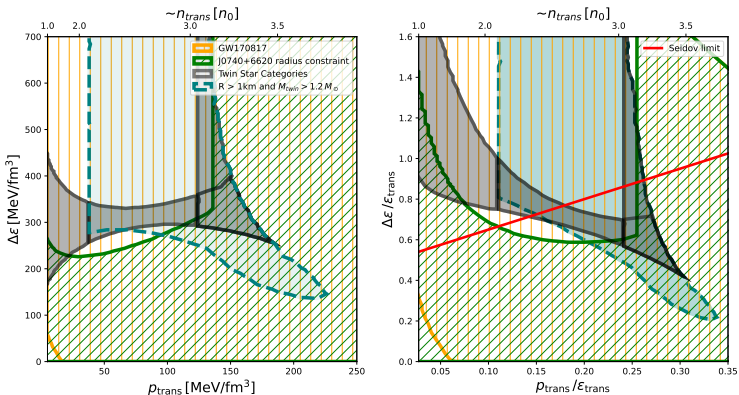 ~n_trans [n_0]
1.0 2.0 3.0 3.5
700
600
500
400
300
200
100
0
Δε [MeV/fm³]
GW170817
J0740+6620 radius constraint
Twin Star Categories
R > 1km and M_twin > 1.2 M_⊙
0 50 100 150 200 250
p_trans [MeV/fm³]
~n_trans [n_0]
1.0 2.0 3.0 3.5
1.6
1.4
1.2
1.0
0.8
0.6
0.4
0.2
0.0
Δε/ε_trans
Seidov limit
0.05 0.10 0.15 0.20 0.25 0.30 0.35
p_trans/ε_trans